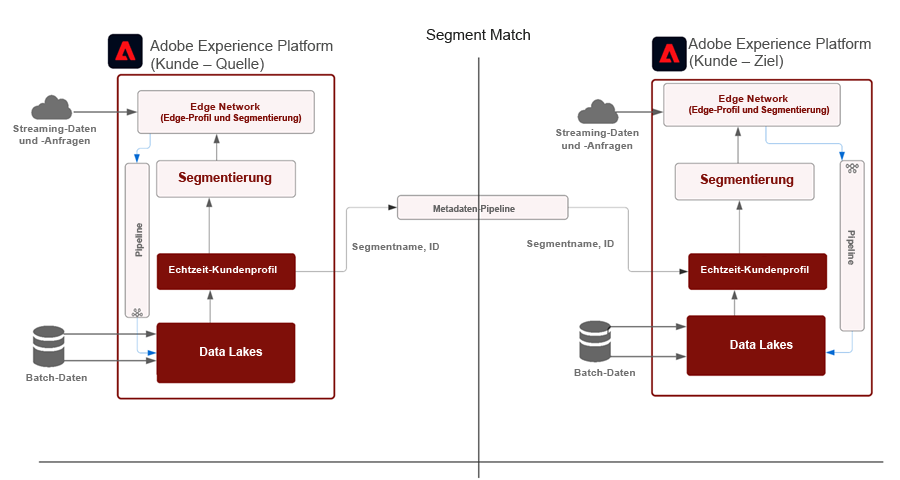 Segment Match
Adobe Experience Platform
(Kunde – Quelle)
Edge Network
(Edge-Profil und Segmentierung)
Streaming-Daten
und -Anfragen
Segmentierung
Pipeline
Echtzeit-Kundenprofil
Data Lakes
Batch-Daten
Segmentname, ID
Metadaten-Pipeline
Segmentname, ID
Adobe Experience Platform
(Kunde – Ziel)
Edge Network
(Edge-Profil und Segmentierung)
Streaming-Daten
und -Anfragen
Segmentierung
Pipeline
Echtzeit-Kundenprofil
Data Lakes
Batch-Daten